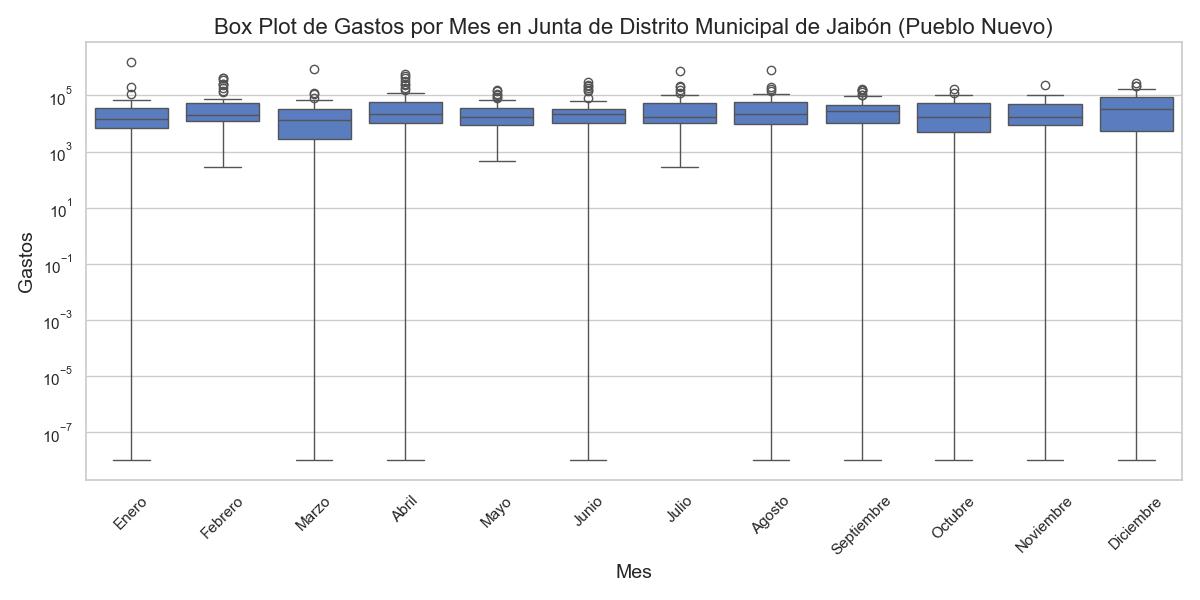 Box Plot de Gastos por Mes en Junta de Distrito Municipal de Jaibón (Pueblo Nuevo)
Gastos
10^5
10^3
10^1
10^−1
10^−3
10^−5
10^−7
Enero
Febrero
Marzo
Abril
Mayo
Junio
Julio
Agosto
Septiembre
Octubre
Noviembre
Diciembre
Mes